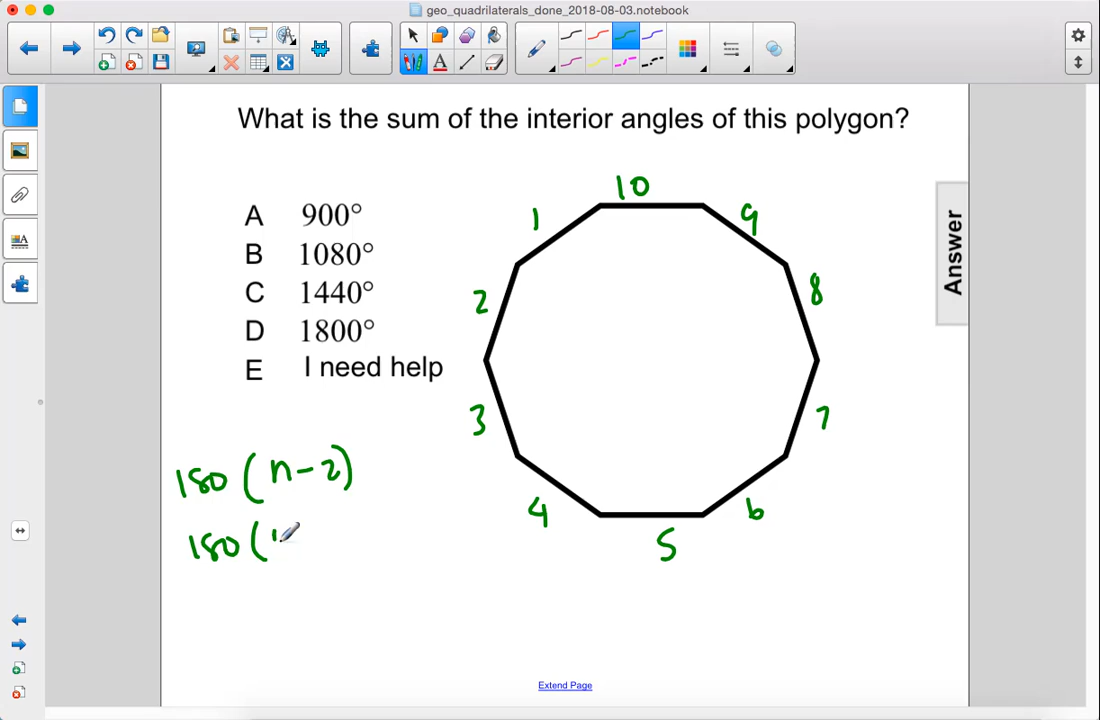 geo_quadrilaterals_done_2018-08-03.notebook
What is the sum of the interior angles of this polygon?
A 900°
B 1080°
C 1440°
D 1800°
E I need help
10
1
9
2
8
3
7
4
6
5
180 (n-2)
180 (1
Answer
Extend Page